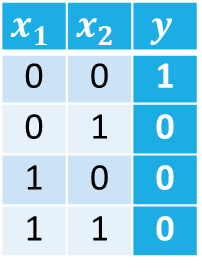 x₁ x₂ y
0 0 1
0 1 0
1 0 0
1 1 0